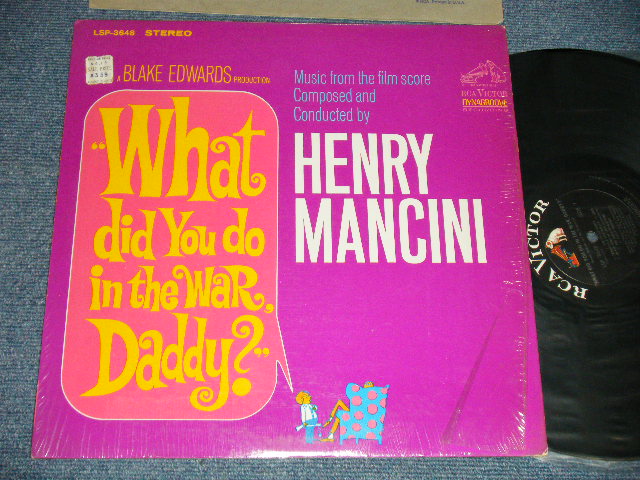 LSP-3648 STEREO
A BLAKE EDWARDS PRODUCTION
"What
did You do
in the WAR,
Daddy?"
Music from the film score
Composed and
Conducted by
HENRY
MANCINI
RCA VICTOR
DYNAGROOVE
RCA VICTOR